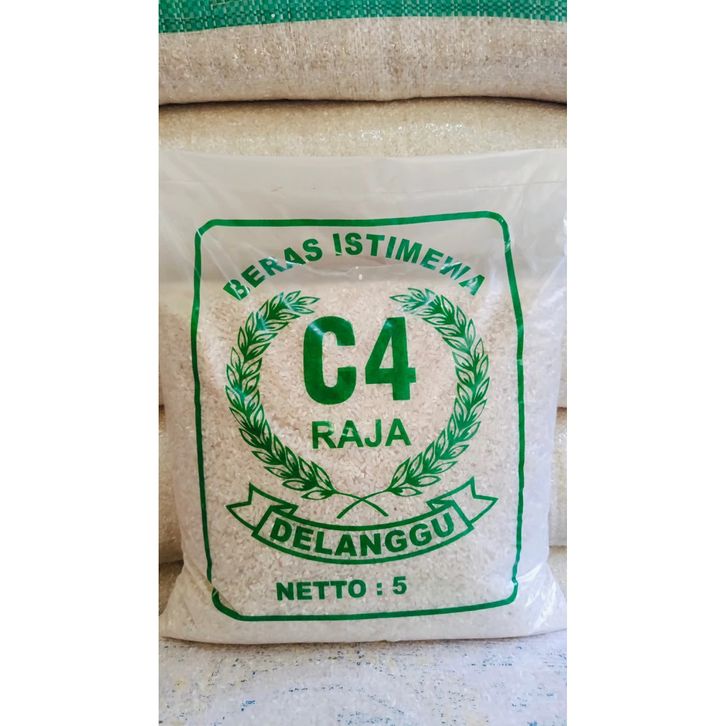 BERAS ISTIMEWA
C4
RAJA
DELANGGU
NETTO : 5